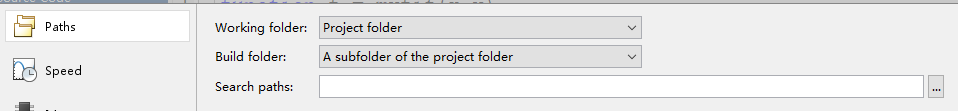 Paths
Working folder: Project folder
Build folder: A subfolder of the project folder
Speed
Search paths: ...